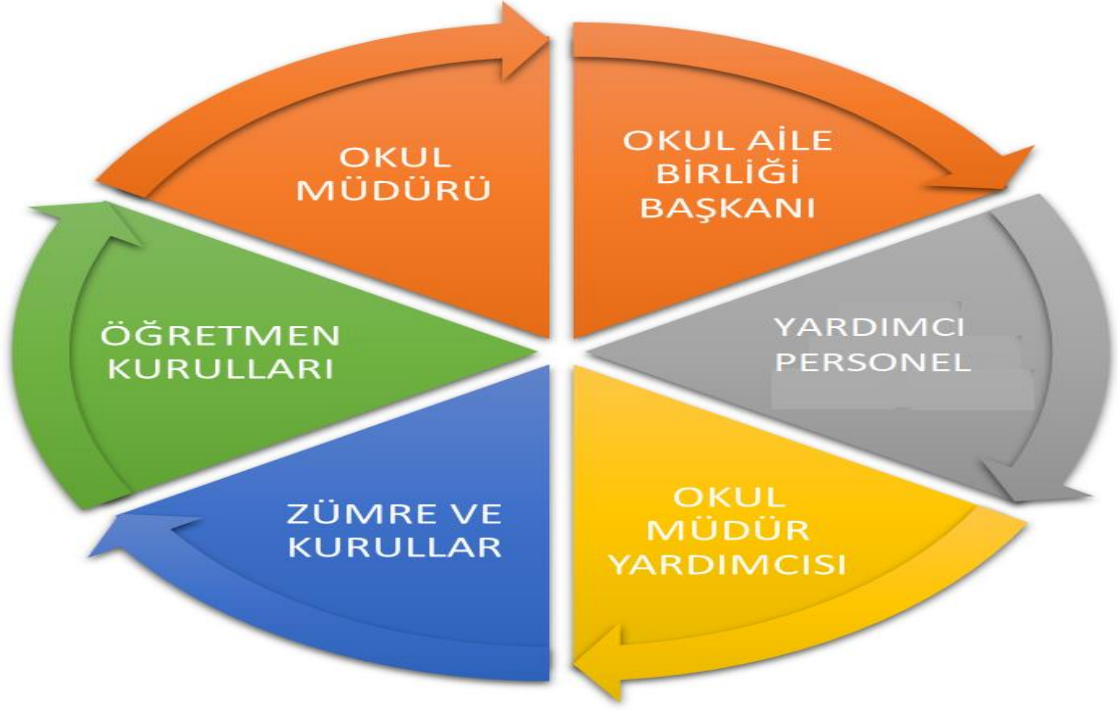 OKUL
MÜDÜRÜ
OKUL AİLE
BİRLİĞİ
BAŞKANI
YARDIMCI
PERSONEL
OKUL
MÜDÜR
YARDIMCISI
ZÜMRE VE
KURULLAR
ÖĞRETMEN
KURULLARI